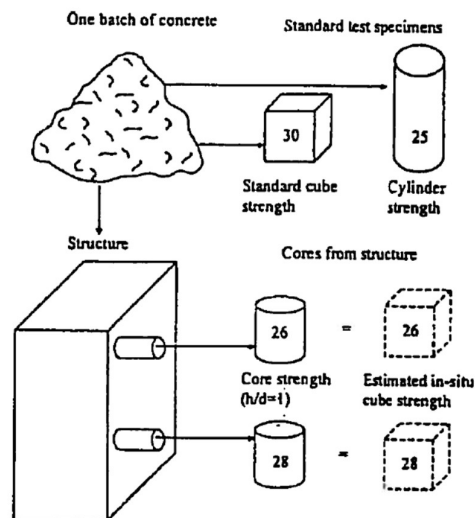 One batch of concrete
Standard test specimens
30
25
Standard cube
strength
Cylinder
strength
Structure
Cores from structure
26
=
26
Core strength
(h/d=1)
Estimated in-situ
cube strength
28
=
28